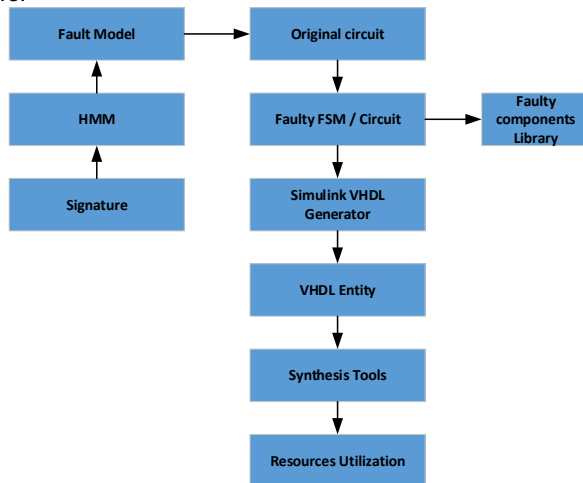 Fault Model
Original circuit
HMM
Faulty FSM / Circuit
Faulty
components
Library
Signature
Simulink VHDL
Generator
VHDL Entity
Synthesis Tools
Resources Utilization